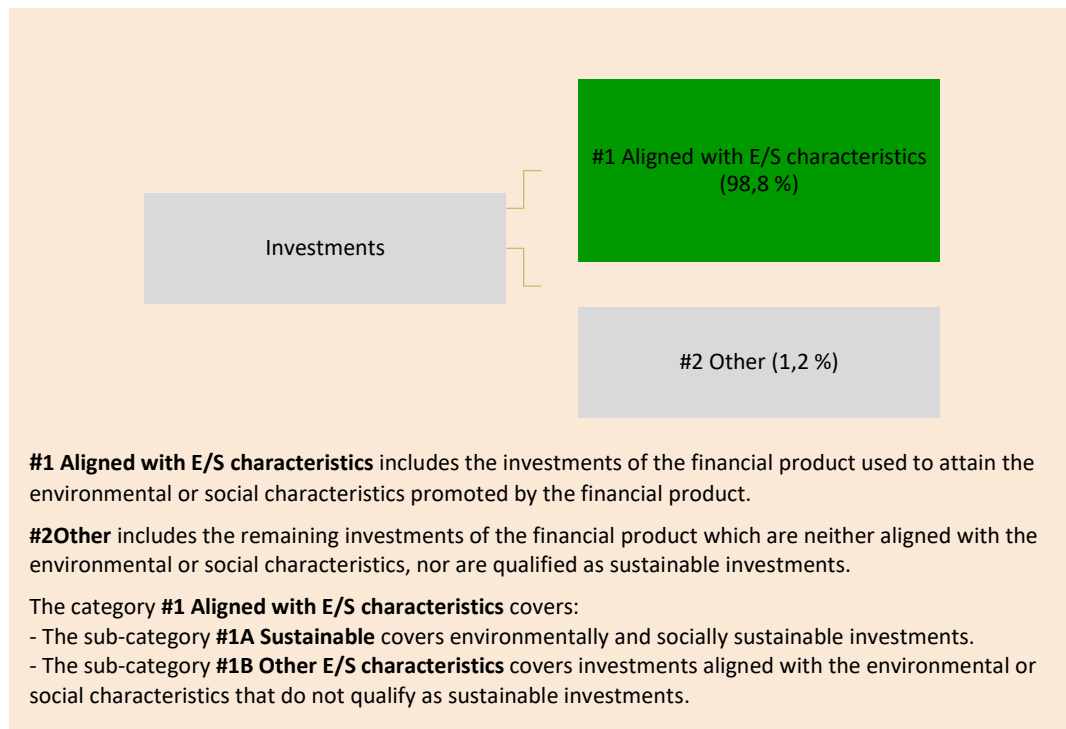 #1 Aligned with E/S characteristics
(98,8 %)
Investments
#2 Other (1,2 %)
#1 Aligned with E/S characteristics includes the investments of the financial product used to attain the
environmental or social characteristics promoted by the financial product.
#2Other includes the remaining investments of the financial product which are neither aligned with the
environmental or social characteristics, nor are qualified as sustainable investments.
The category #1 Aligned with E/S characteristics covers:
- The sub-category #1A Sustainable covers environmentally and socially sustainable investments.
- The sub-category #1B Other E/S characteristics covers investments aligned with the environmental or
social characteristics that do not qualify as sustainable investments.